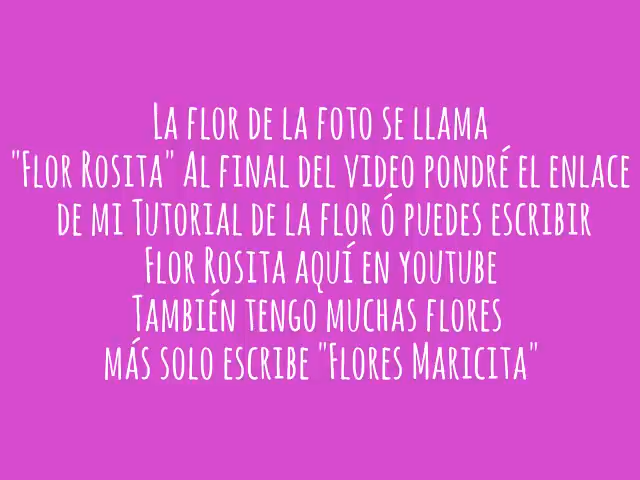 La flor de la foto se llama
"Flor Rosita" Al final del video pondré el enlace
de mi Tutorial de la flor ó puedes escribir
Flor Rosita aquí en youtube
También tengo muchas flores
más solo escribe "Flores Maricita"